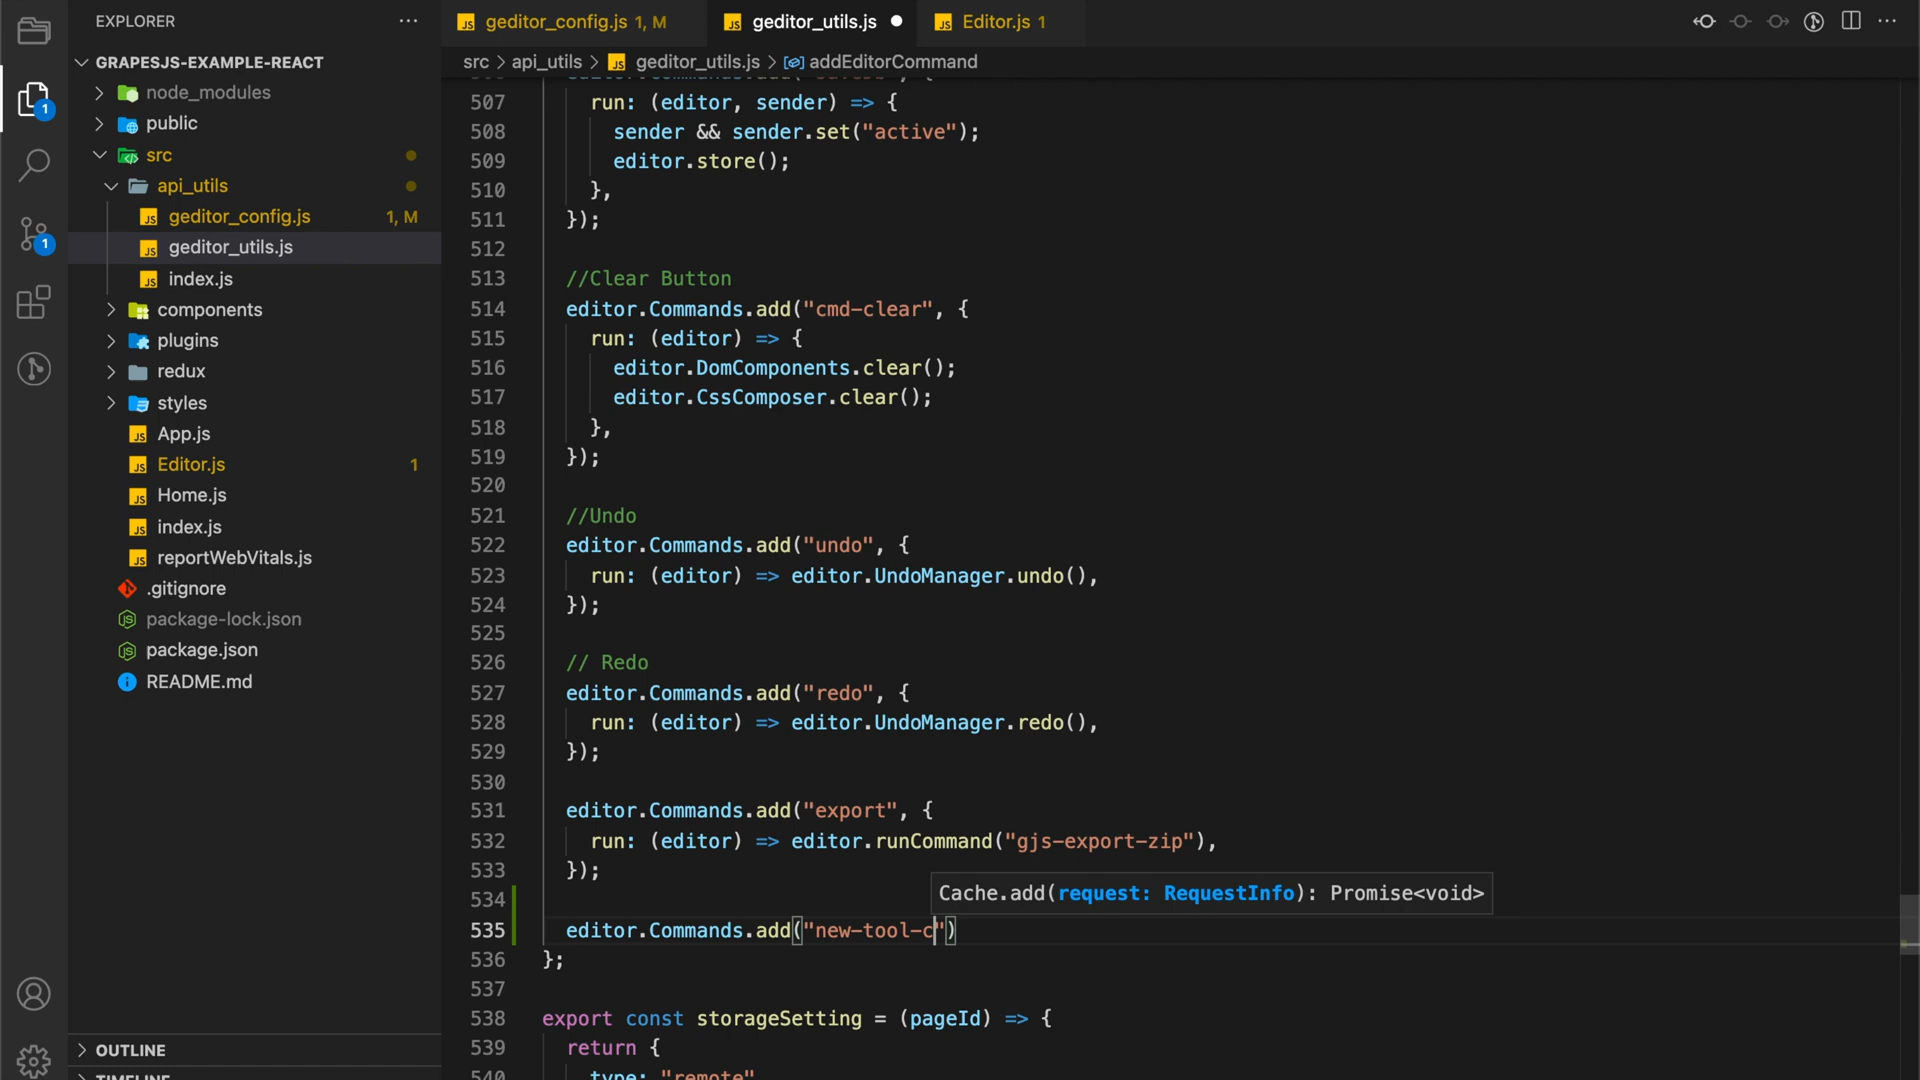 EXPLORER
GRAPESJS-EXAMPLE-REACT
node_modules
public
src
api_utils
geditor_config.js 1, M
geditor_utils.js
index.js
components
plugins
redux
styles
App.js
Editor.js 1
Home.js
index.js
reportWebVitals.js
.gitignore
package-lock.json
package.json
README.md
OUTLINE
TIMELINE
1
1
geditor_config.js 1, M
geditor_utils.js
Editor.js 1
src > api_utils > geditor_utils.js > addEditorCommand
507 run: (editor, sender) => {
508 sender && sender.set("active");
509 editor.store();
510 },
511 });
512
513 //Clear Button
514 editor.Commands.add("cmd-clear", {
515 run: (editor) => {
516 editor.DomComponents.clear();
517 editor.CssComposer.clear();
518 },
519 });
520
521 //Undo
522 editor.Commands.add("undo", {
523 run: (editor) => editor.UndoManager.undo(),
524 });
525
526 // Redo
527 editor.Commands.add("redo", {
528 run: (editor) => editor.UndoManager.redo(),
529 });
530
531 editor.Commands.add("export", {
532 run: (editor) => editor.runCommand("gjs-export-zip"),
533 });
534
Cache.add(request: RequestInfo): Promise<void>
535 editor.Commands.add("new-tool-c")
536 };
537
538 export const storageSetting = (pageId) => {
539 return {
540 type: "remote"